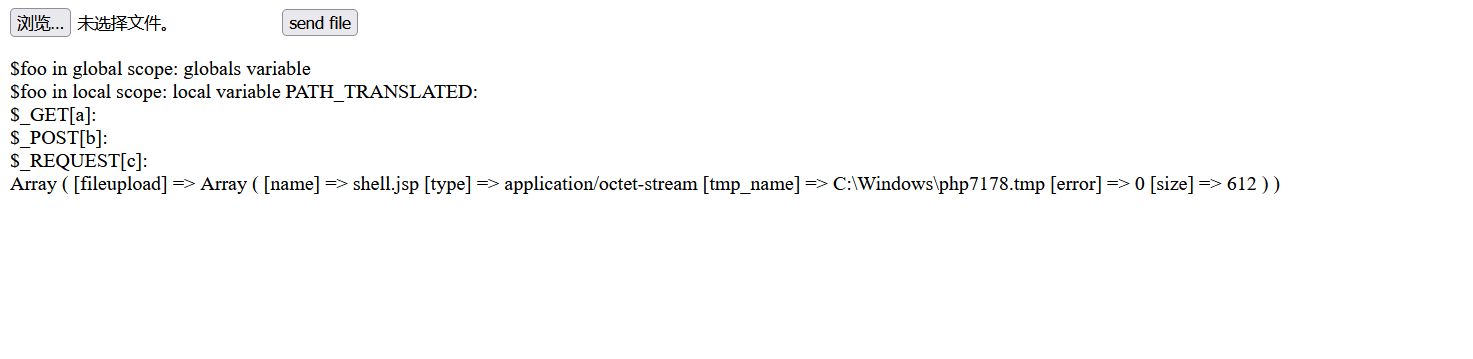 浏览... 未选择文件。 send file
$foo in global scope: globals variable
$foo in local scope: local variable PATH_TRANSLATED:
$_GET[a]:
$_POST[b]:
$_REQUEST[c]:
Array ( [fileupload] => Array ( [name] => shell.jsp [type] => application/octet-stream [tmp_name] => C:\Windows\php7178.tmp [error] => 0 [size] => 612 ) )